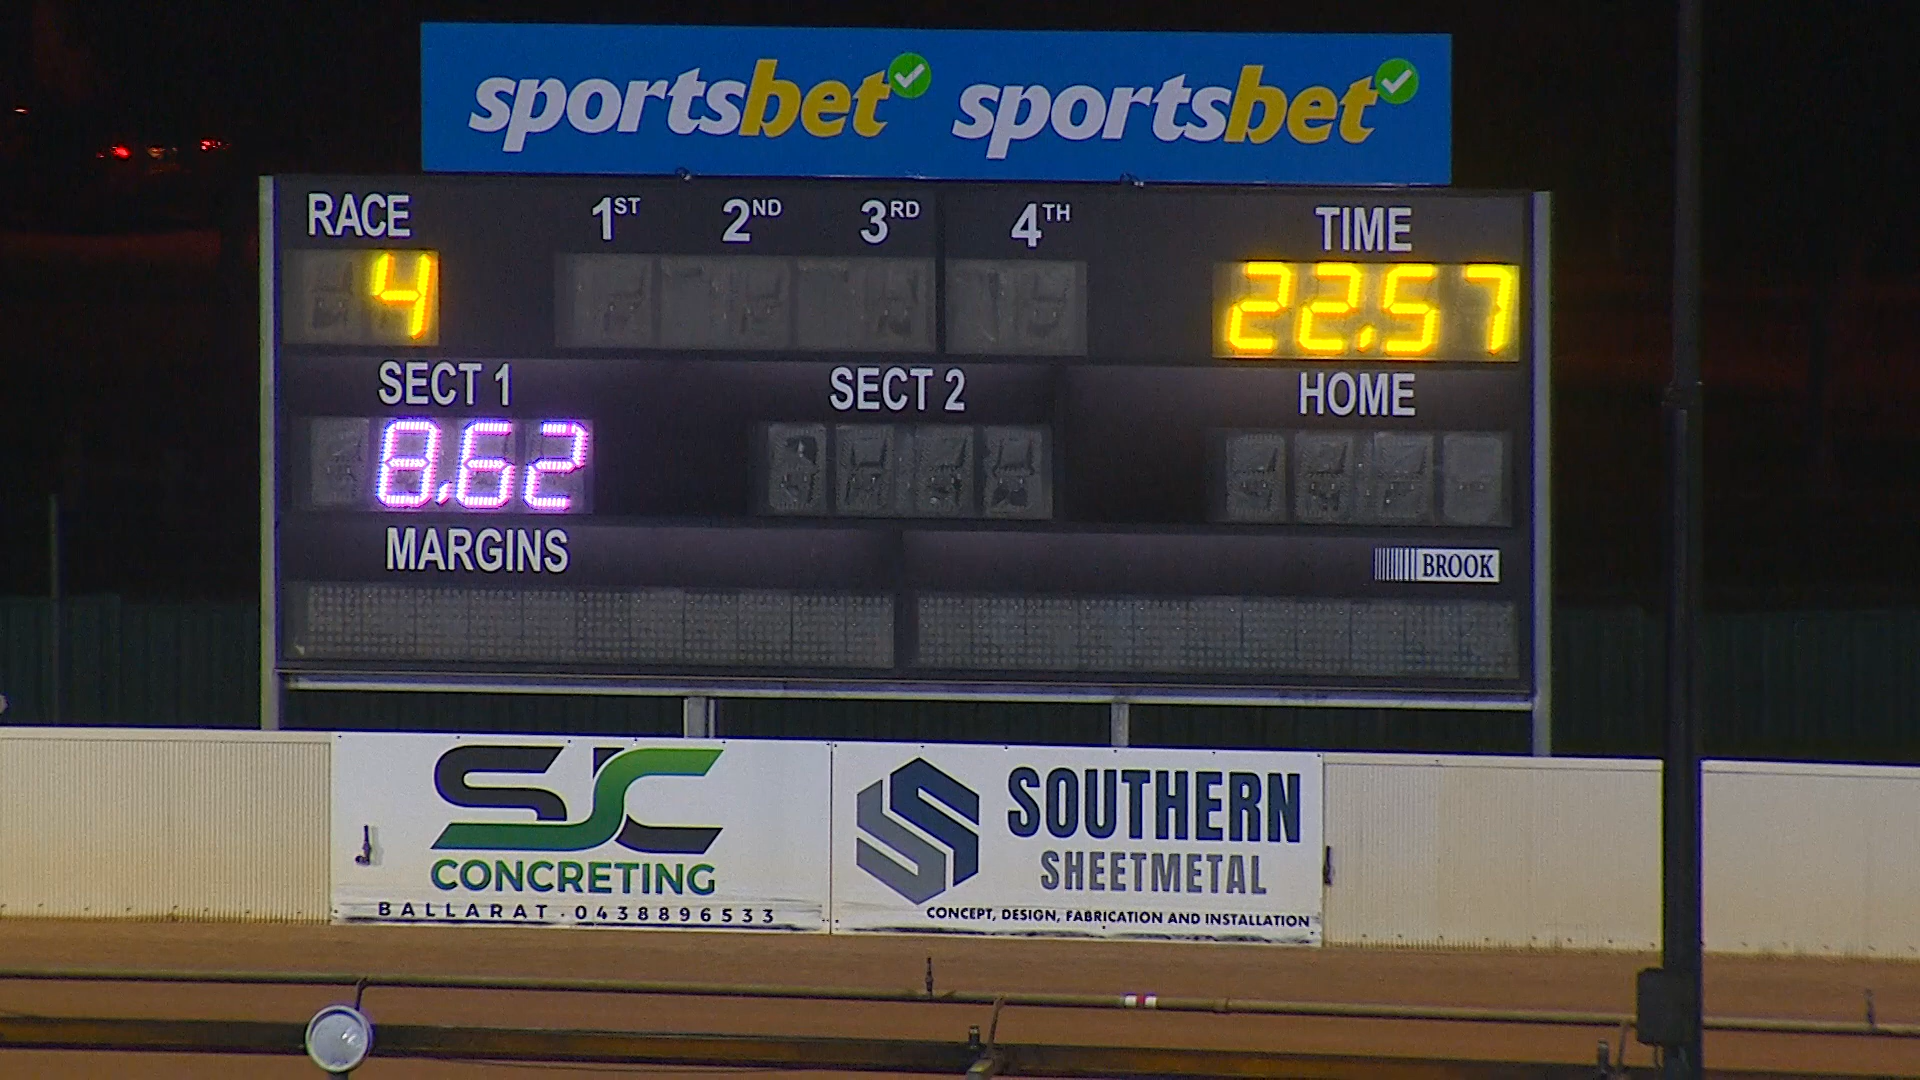 sportsbet sportsbet
RACE 1ST 2ND 3RD 4TH TIME
4 22.57
SECT 1 SECT 2 HOME
8.62
MARGINS
BROOK
SJC
CONCRETING
BALLARAT · 0438896533
SOUTHERN
SHEETMETAL
CONCEPT, DESIGN, FABRICATION AND INSTALLATION